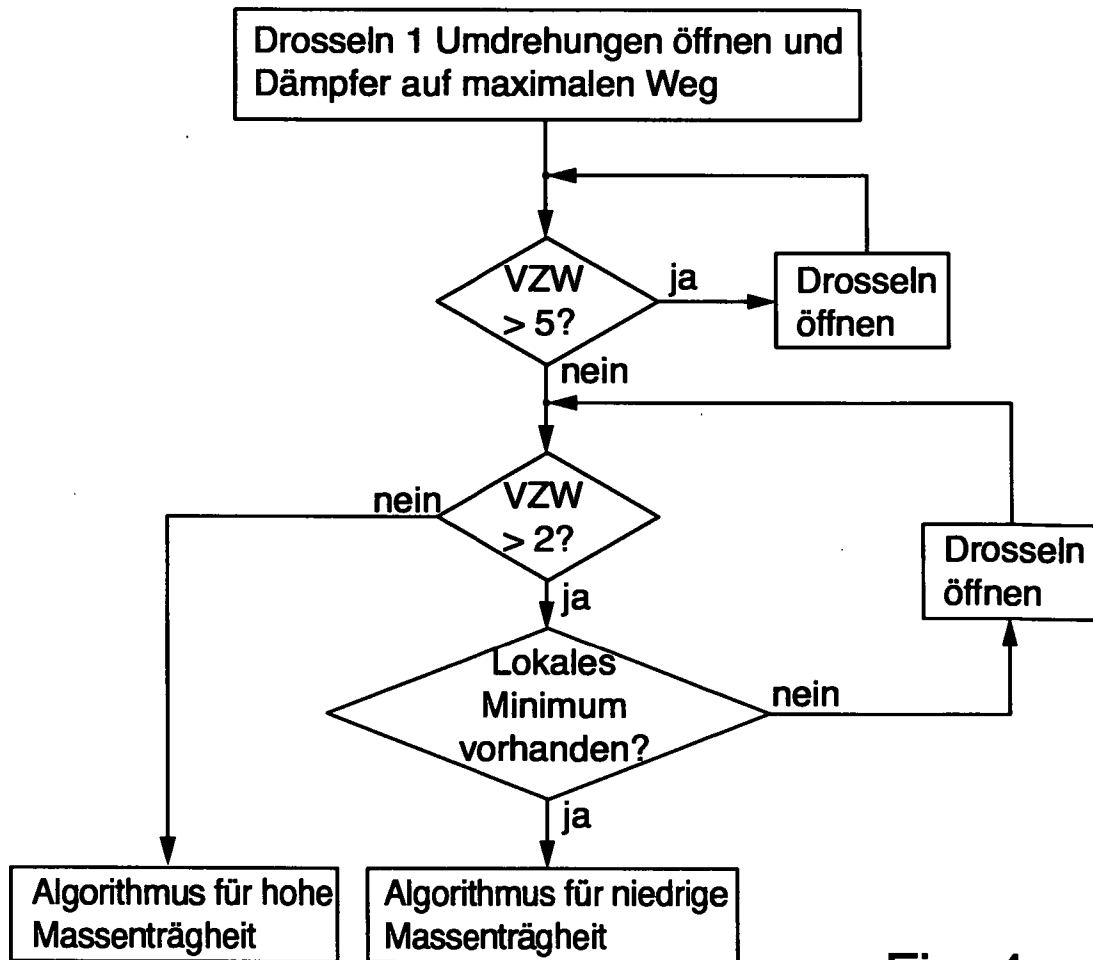 Drosseln 1 Umdrehungen öffnen und
Dämpfer auf maximalen Weg
VZW
> 5?
ja
Drosseln
öffnen
nein
VZW
> 2?
nein
ja
Drosseln
öffnen
Lokales
Minimum
vorhanden?
nein
ja
Algorithmus für hohe
Massenträgheit
Algorithmus für niedrige
Massenträgheit